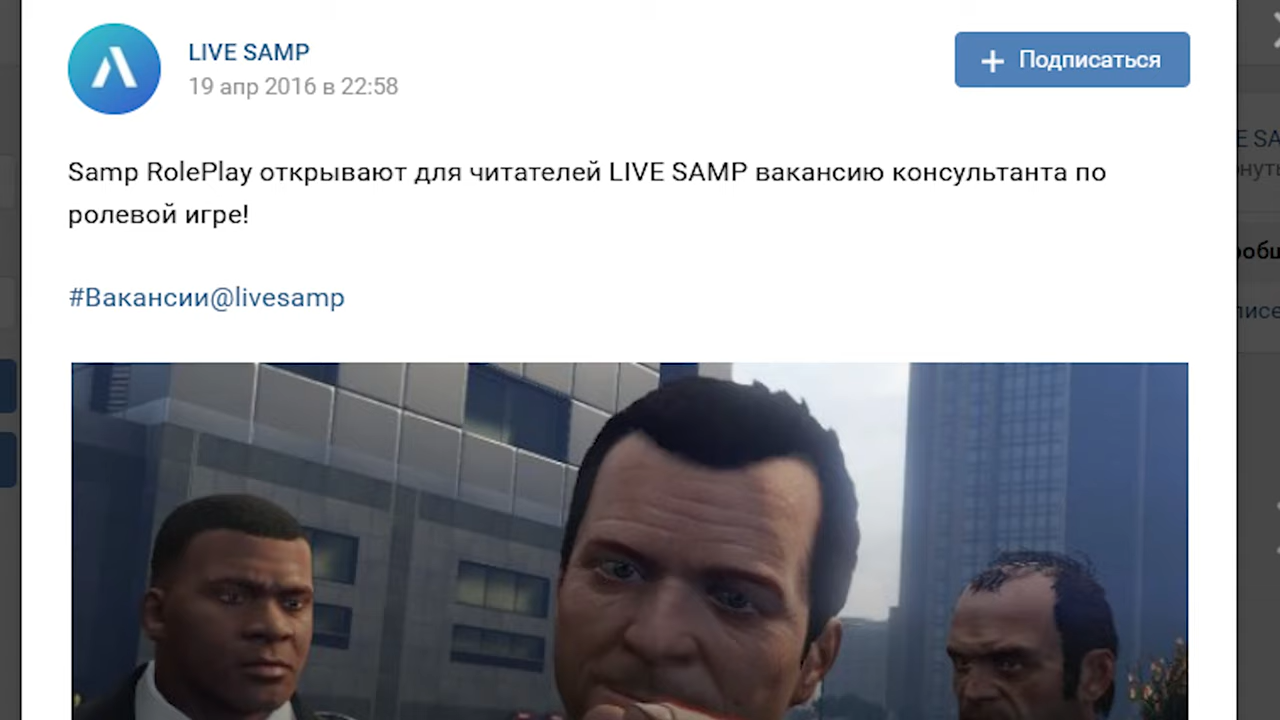 LIVE SAMP
19 апр 2016 в 22:58
+ Подписаться
Samp RolePlay открывают для читателей LIVE SAMP вакансию консультанта по
ролевой игре!
#Вакансии@livesamp